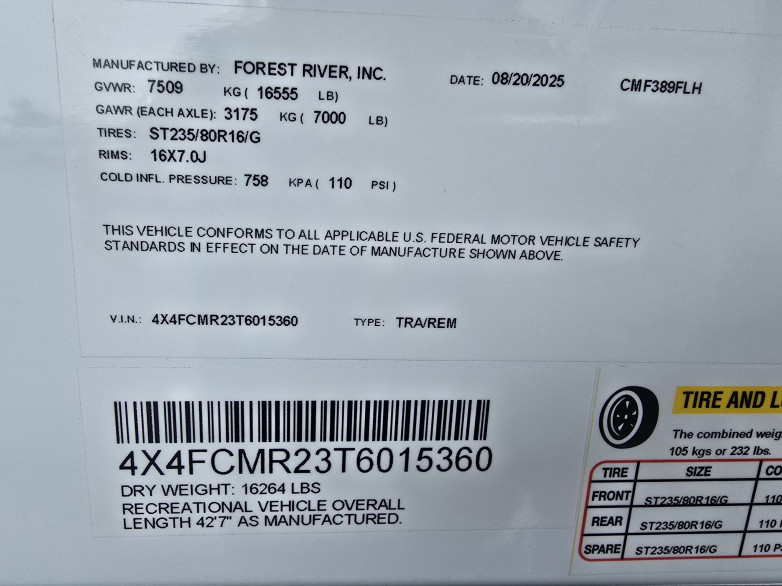 MANUFACTURED BY: FOREST RIVER, INC. DATE: 08/20/2025 CMF389FLH
GVWR: 7509 KG ( 16555 LB)
GAWR (EACH AXLE): 3175 KG ( 7000 LB)
TIRES: ST235/80R16/G
RIMS: 16X7.0J
COLD INFL. PRESSURE: 758 KPA ( 110 PSI )
THIS VEHICLE CONFORMS TO ALL APPLICABLE U.S. FEDERAL MOTOR VEHICLE SAFETY
STANDARDS IN EFFECT ON THE DATE OF MANUFACTURE SHOWN ABOVE.
V.I.N.: 4X4FCMR23T6015360 TYPE: TRA/REM
4X4FCMR23T6015360
DRY WEIGHT: 16264 LBS
RECREATIONAL VEHICLE OVERALL
LENGTH 42'7" AS MANUFACTURED.
TIRE AND
The combined
105 kgs or 232 lbs.
TIRE SIZE
FRONT ST235/80R16/G 110
REAR ST235/80R16/G 110
SPARE ST235/80R16/G 110